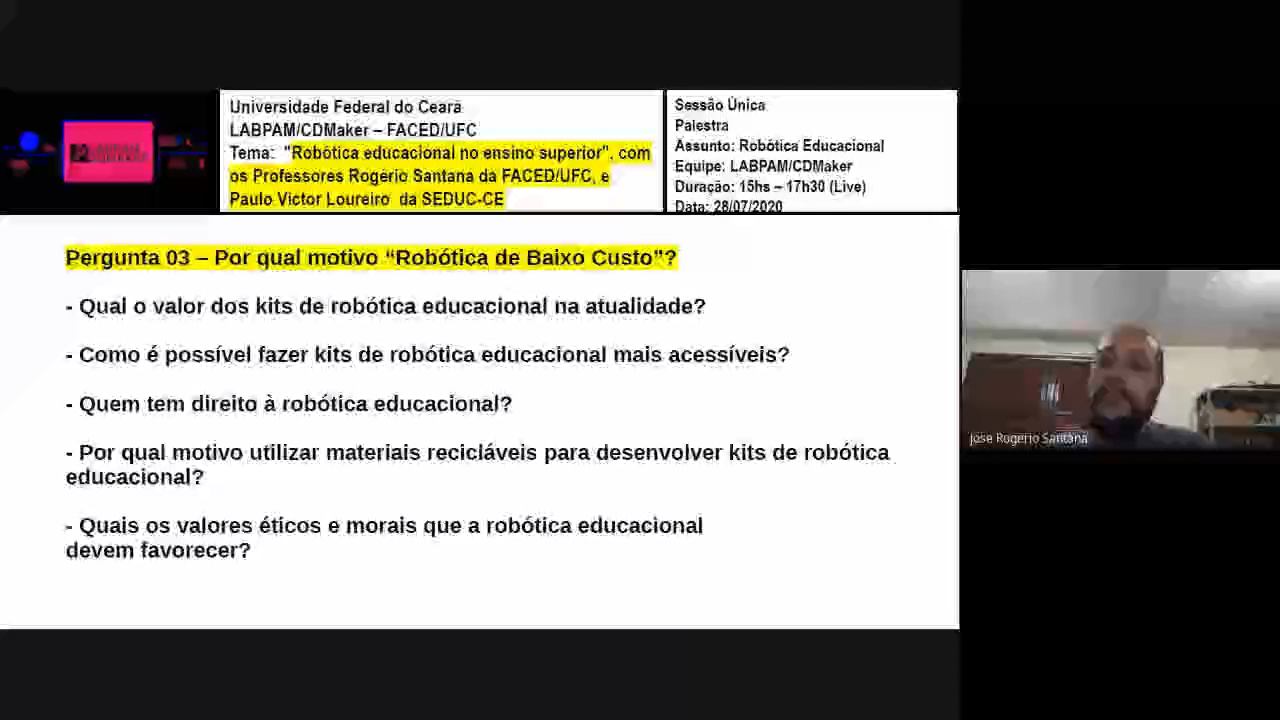 Universidade Federal do Ceará
LABPAM/CDMaker – FACED/UFC
Tema: "Robótica educacional no ensino superior", com
os Professores Rogério Santana da FACED/UFC, e
Paulo Victor Loureiro da SEDUC-CE
Sessão Única
Palestra
Assunto: Robótica Educacional
Equipe: LABPAM/CDMaker
Duração: 15hs – 17h30 (Live)
Data: 28/07/2020
Pergunta 03 – Por qual motivo “Robótica de Baixo Custo”?
- Qual o valor dos kits de robótica educacional na atualidade?
- Como é possível fazer kits de robótica educacional mais acessíveis?
- Quem tem direito à robótica educacional?
- Por qual motivo utilizar materiais recicláveis para desenvolver kits de robótica
educacional?
- Quais os valores éticos e morais que a robótica educacional
devem favorecer?
José Rogério Santana